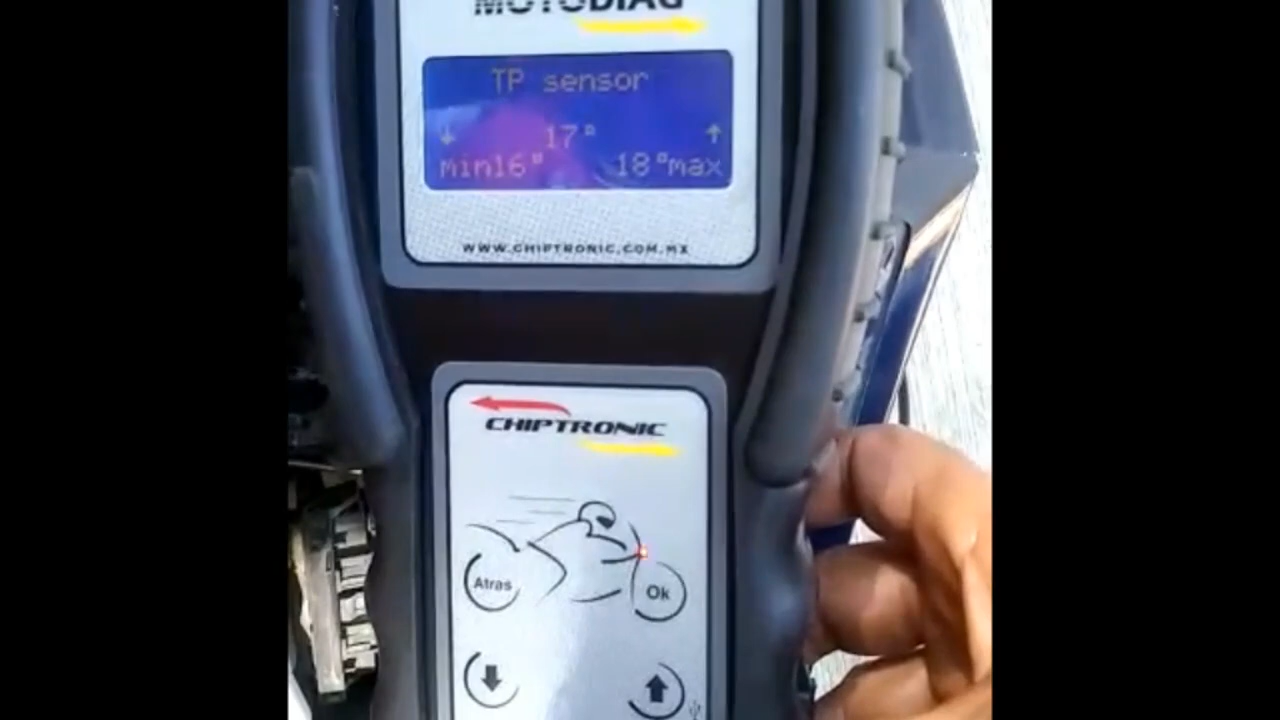 MOTODIAG
TP sensor
↓ 17° ↑
min16° 18°max
WWW.CHIPTRONIC.COM.MX
CHIPTRONIC
Atras
Ok